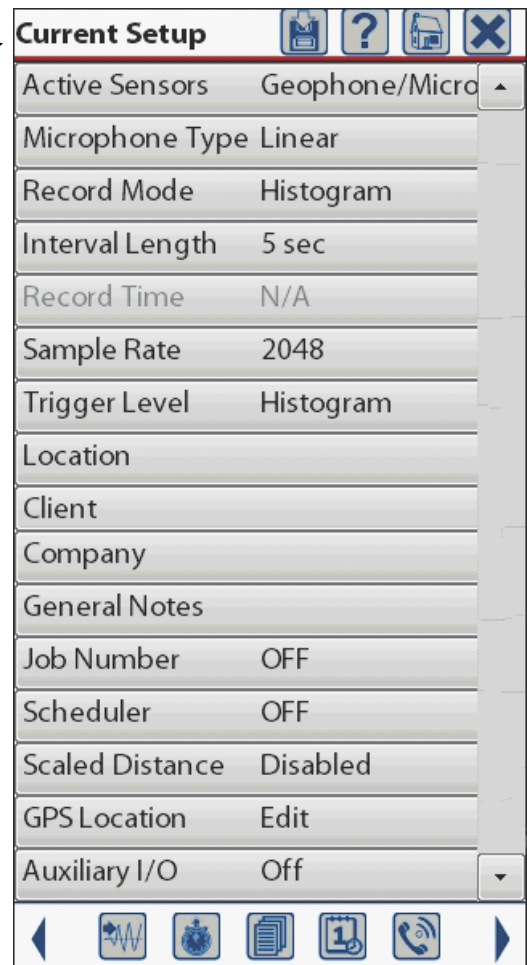 Current Setup
Active Sensors Geophone/Micro
Microphone Type Linear
Record Mode Histogram
Interval Length 5 sec
Record Time N/A
Sample Rate 2048
Trigger Level Histogram
Location
Client
Company
General Notes
Job Number OFF
Scheduler OFF
Scaled Distance Disabled
GPS Location Edit
Auxiliary I/O Off